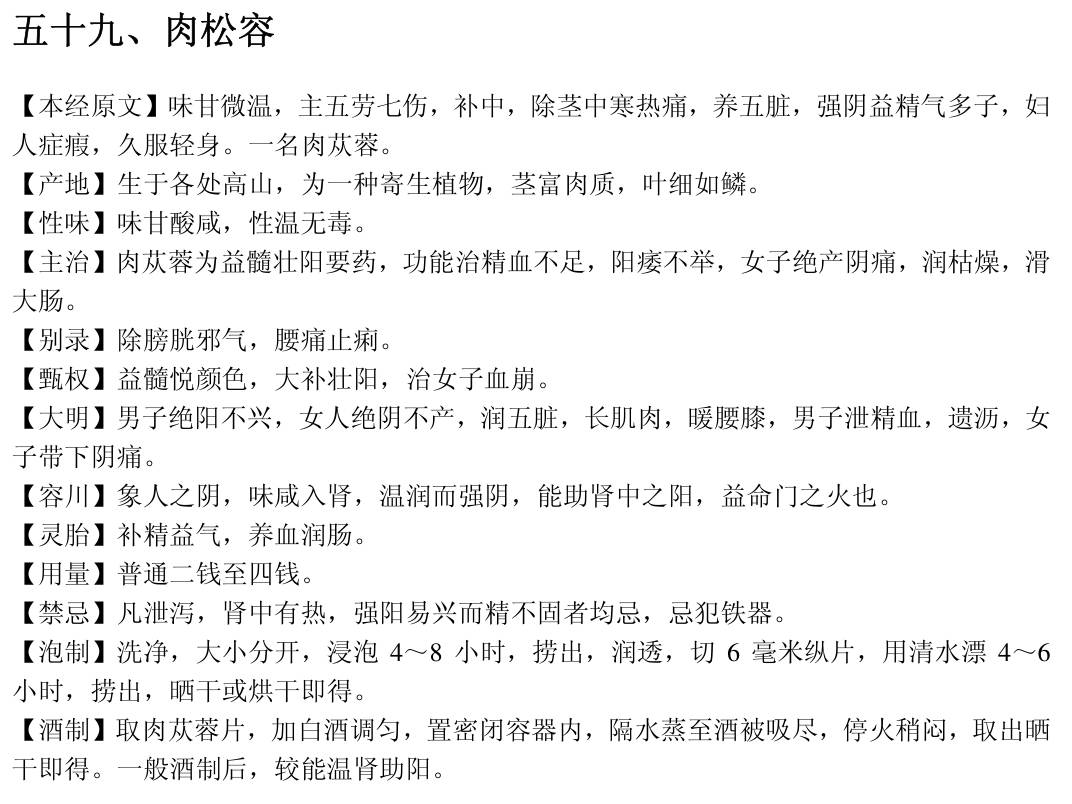 五十九、肉松容
【本经原文】味甘微温，主五劳七伤，补中，除茎中寒热痛，养五脏，强阴益精气多子，妇
人症瘕，久服轻身。一名肉苁蓉。
【产地】生于各处高山，为一种寄生植物，茎富肉质，叶细如鳞。
【性味】味甘酸咸，性温无毒。
【主治】肉苁蓉为益髓壮阳要药，功能治精血不足，阳痿不举，女子绝产阴痛，润枯燥，滑
大肠。
【别录】除膀胱邪气，腰痛止痢。
【甄权】益髓悦颜色，大补壮阳，治女子血崩。
【大明】男子绝阳不兴，女人绝阴不产，润五脏，长肌肉，暖腰膝，男子泄精血，遗沥，女
子带下阴痛。
【容川】象人之阴，味咸入肾，温润而强阴，能助肾中之阳，益命门之火也。
【灵胎】补精益气，养血润肠。
【用量】普通二钱至四钱。
【禁忌】凡泄泻，肾中有热，强阳易兴而精不固者均忌，忌犯铁器。
【泡制】洗净，大小分开，浸泡 4～8 小时，捞出，润透，切 6 毫米纵片，用清水漂 4～6
小时，捞出，晒干或烘干即得。
【酒制】取肉苁蓉片，加白酒调匀，置密闭容器内，隔水蒸至酒被吸尽，停火稍闷，取出晒
干即得。一般酒制后，较能温肾助阳。